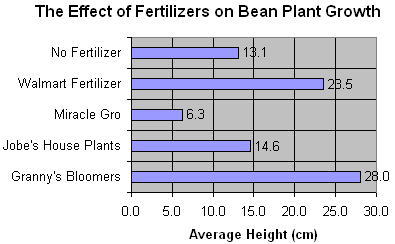 The Effect of Fertilizers on Bean Plant Growth
No Fertilizer 13.1
Walmart Fertilizer 23.5
Miracle Gro 6.3
Jobe's House Plants 14.6
Granny's Bloomers 28.0
0.0 5.0 10.0 15.0 20.0 25.0 30.0
Average Height (cm)